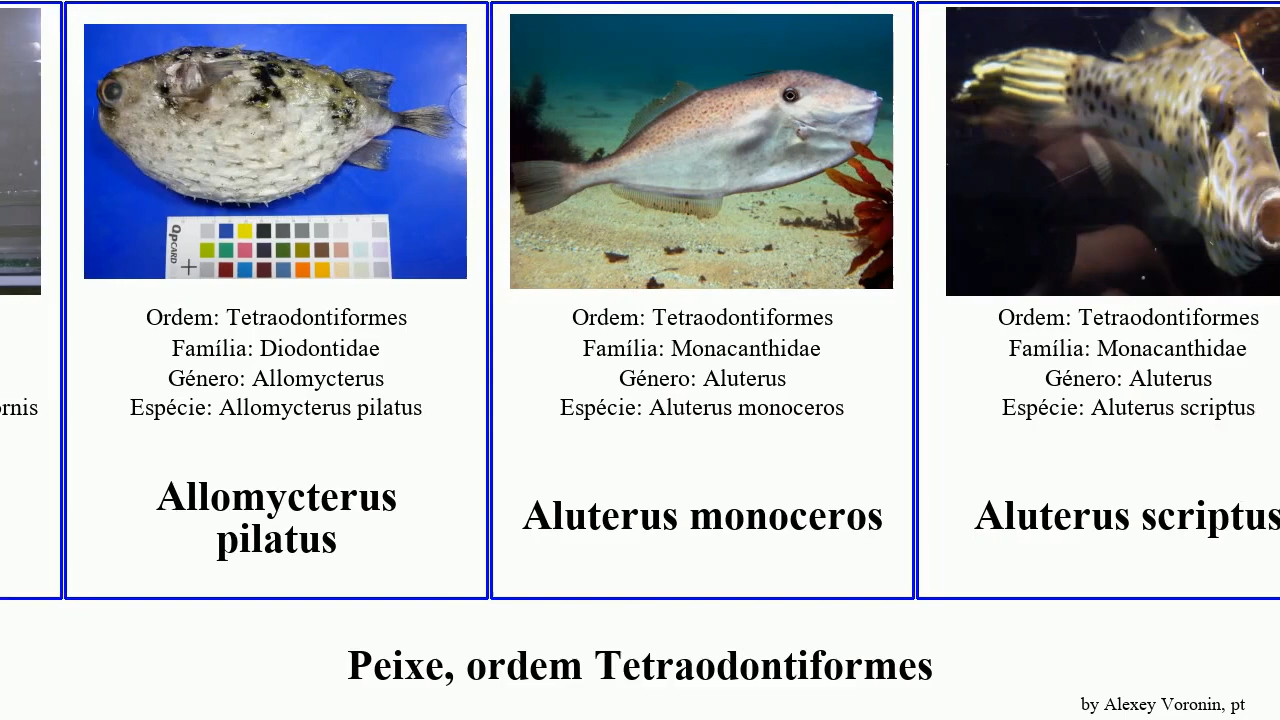 QPCARD
rnis
Ordem: Tetraodontiformes
Família: Diodontidae
Género: Allomycterus
Espécie: Allomycterus pilatus
Allomycterus
pilatus
Ordem: Tetraodontiformes
Família: Monacanthidae
Género: Aluterus
Espécie: Aluterus monoceros
Aluterus monoceros
Ordem: Tetraodontiformes
Família: Monacanthidae
Género: Aluterus
Espécie: Aluterus scriptus
Aluterus scriptus
Peixe, ordem Tetraodontiformes
by Alexey Voronin, pt